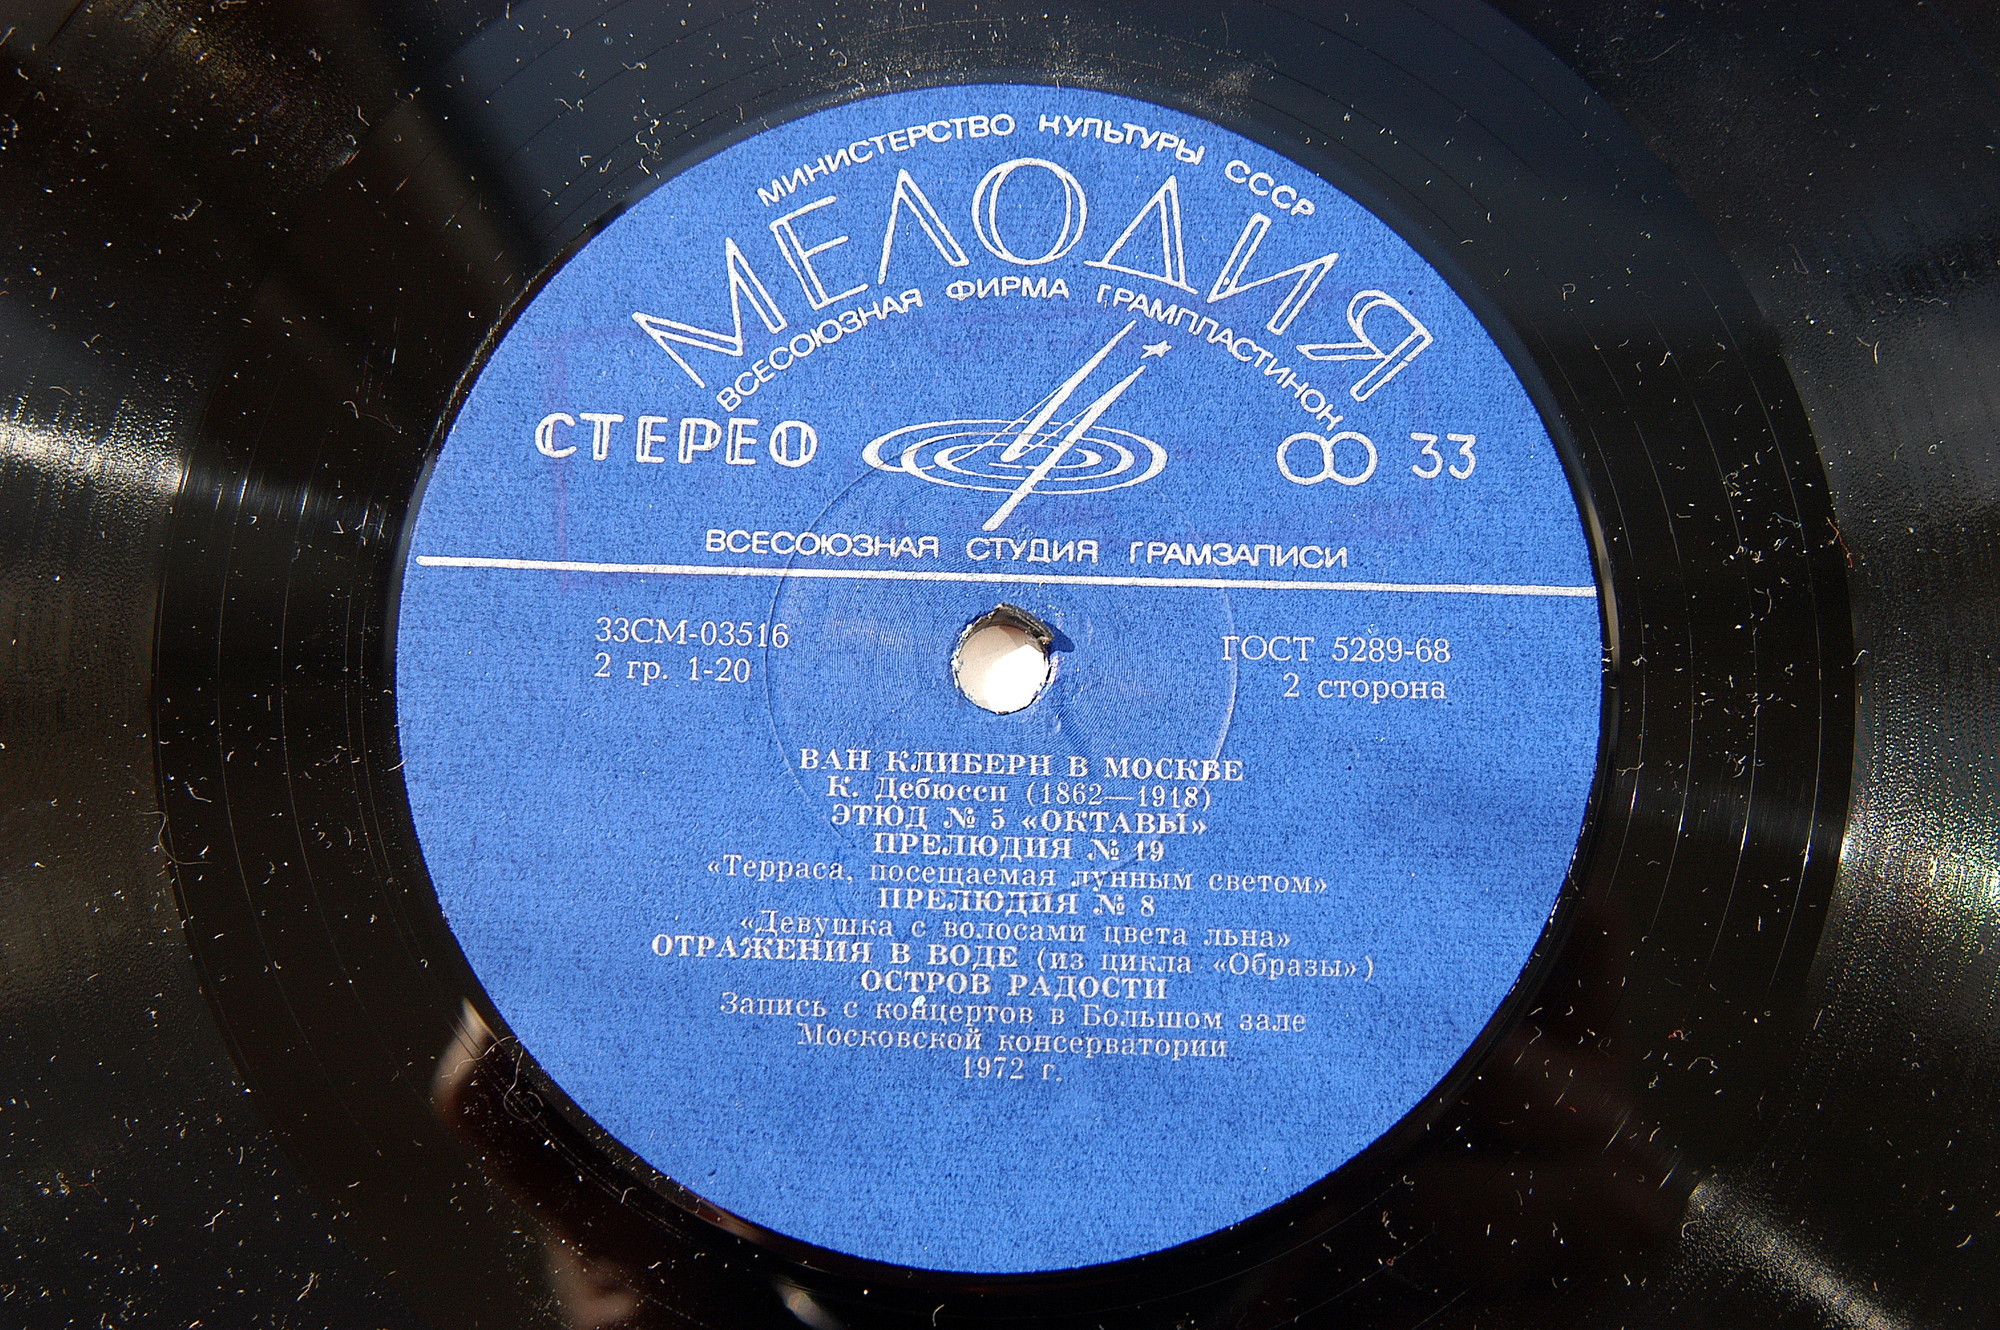 МИНИСТЕРСТВО КУЛЬТУРЫ СССР
МЕЛОДИЯ
ВСЕСОЮЗНАЯ ФИРМА ГРАМПЛАСТИНОК
СТЕРЕО 33
ВСЕСОЮЗНАЯ СТУДИЯ ГРАМЗАПИСИ
33СМ-03516 ГОСТ 5289-68
2 гр. 1-20 2 сторона
ВАН КЛИБЕРН В МОСКВЕ
К. Дебюсси (1862—1918)
ЭТЮД № 5 «ОКТАВЫ»
ПРЕЛЮДИЯ № 19
«Терраса, посещаемая лунным светом»
ПРЕЛЮДИЯ № 8
«Девушка с волосами цвета льна»
ОТРАЖЕНИЯ В ВОДЕ (из цикла «Образы»)
ОСТРОВ РАДОСТИ
Запись с концертов в Большом зале
Московской консерватории
1972 г.